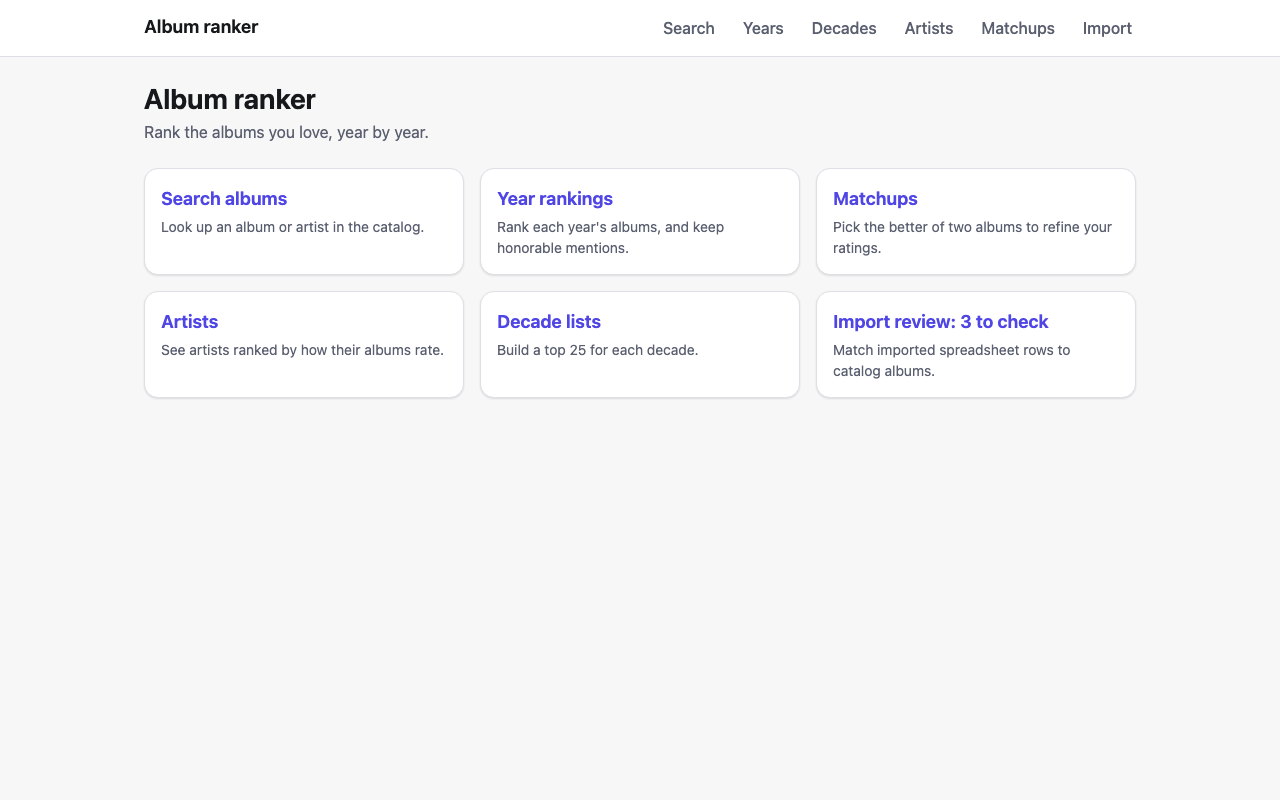 Album ranker
Search Years Decades Artists Matchups Import
Album ranker
Rank the albums you love, year by year.
Search albums
Look up an album or artist in the catalog.
Year rankings
Rank each year's albums, and keep
honorable mentions.
Matchups
Pick the better of two albums to refine your
ratings.
Artists
See artists ranked by how their albums rate.
Decade lists
Build a top 25 for each decade.
Import review: 3 to check
Match imported spreadsheet rows to
catalog albums.